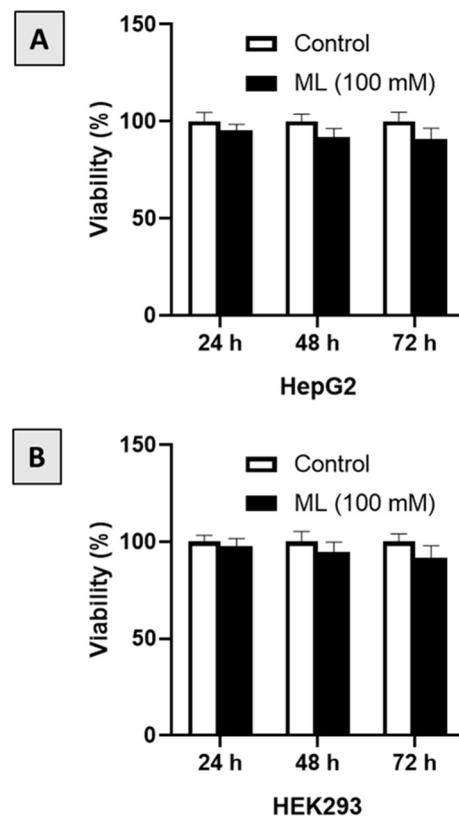 A
150
100
50
0
Viability (%)
Control
ML (100 mM)
24 h 48 h 72 h
HepG2
B
150
100
50
0
Viability (%)
Control
ML (100 mM)
24 h 48 h 72 h
HEK293